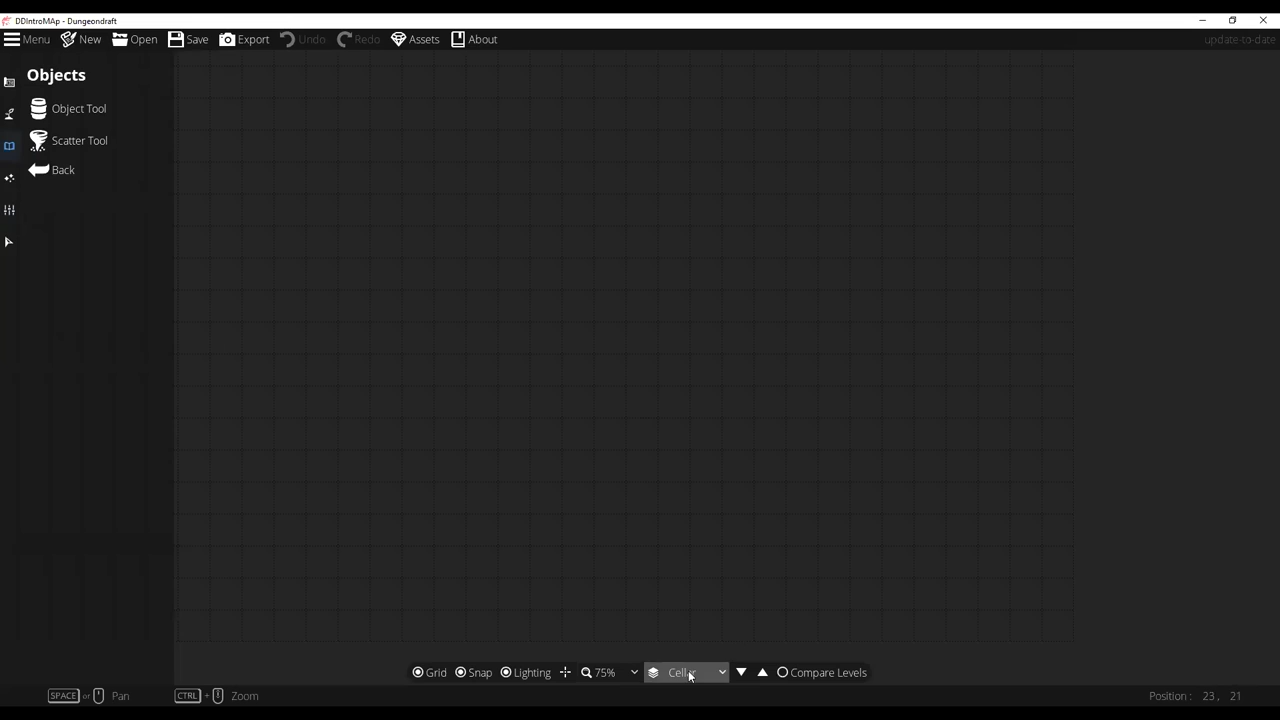 DDIntroMAp - Dungeondraft
Menu New Open Save Export Undo Redo Assets About update-to-date
Objects
Object Tool
Scatter Tool
Back
Grid Snap Lighting 75% Compare Levels
SPACE or Pan CTRL + Zoom Position : 23 , 21